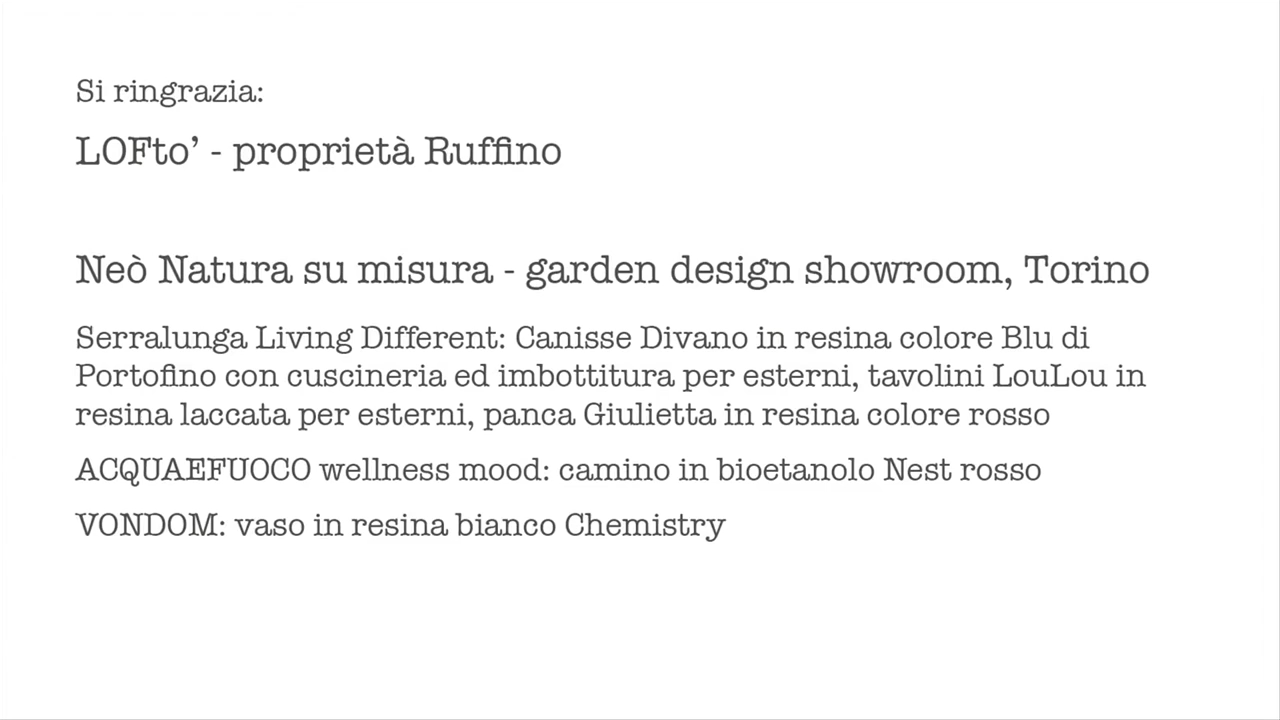 Si ringrazia:
LOFto’ - proprietà Ruffino
Neò Natura su misura - garden design showroom, Torino
Serralunga Living Different: Canisse Divano in resina colore Blu di
Portofino con cuscineria ed imbottitura per esterni, tavolini LouLou in
resina laccata per esterni, panca Giulietta in resina colore rosso
ACQUAEFUOCO wellness mood: camino in bioetanolo Nest rosso
VONDOM: vaso in resina bianco Chemistry